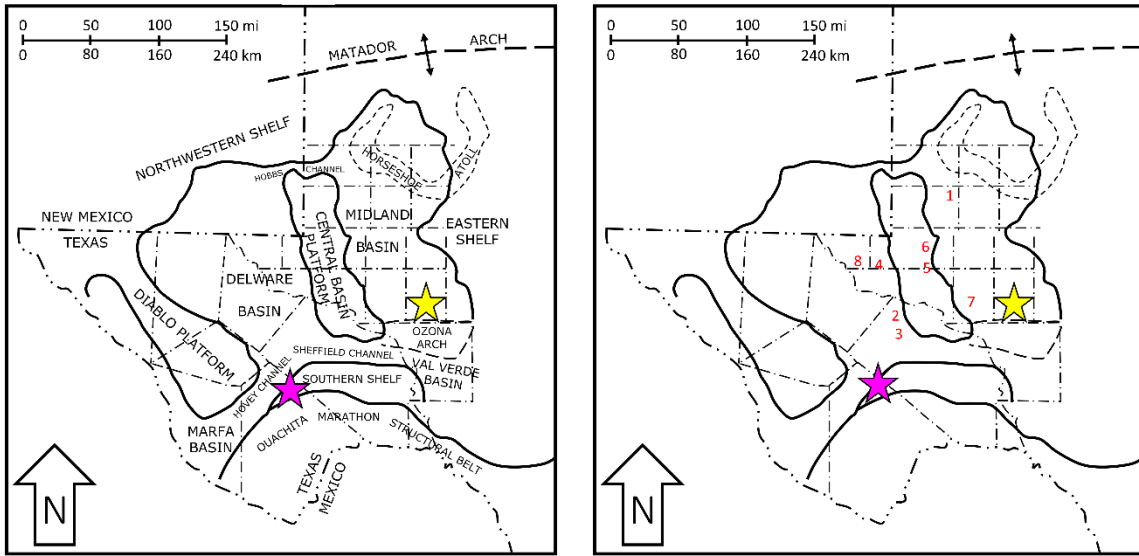 0 50 100 150 mi
0 80 160 240 km
MATADOR ARCH
NORTHWESTERN SHELF
HOBBS CHANNEL
HORSESHOE
ATOLL
NEW MEXICO
TEXAS
MIDLAND
BASIN
EASTERN
SHELF
CENTRAL BASIN
PLATFORM
DELWARE
BASIN
DIABLO PLATFORM
OZONA
ARCH
SHEFFIELD CHANNEL
VAL VERDE
BASIN
HOVEY CHANNEL
SOUTHERN SHELF
MARFA
BASIN
OUACHITA MARATHON STRUCTURAL BELT
TEXAS
MEXICO
N
0 50 100 150 mi
0 80 160 240 km
1
6
8 4 5
7
2
3
N